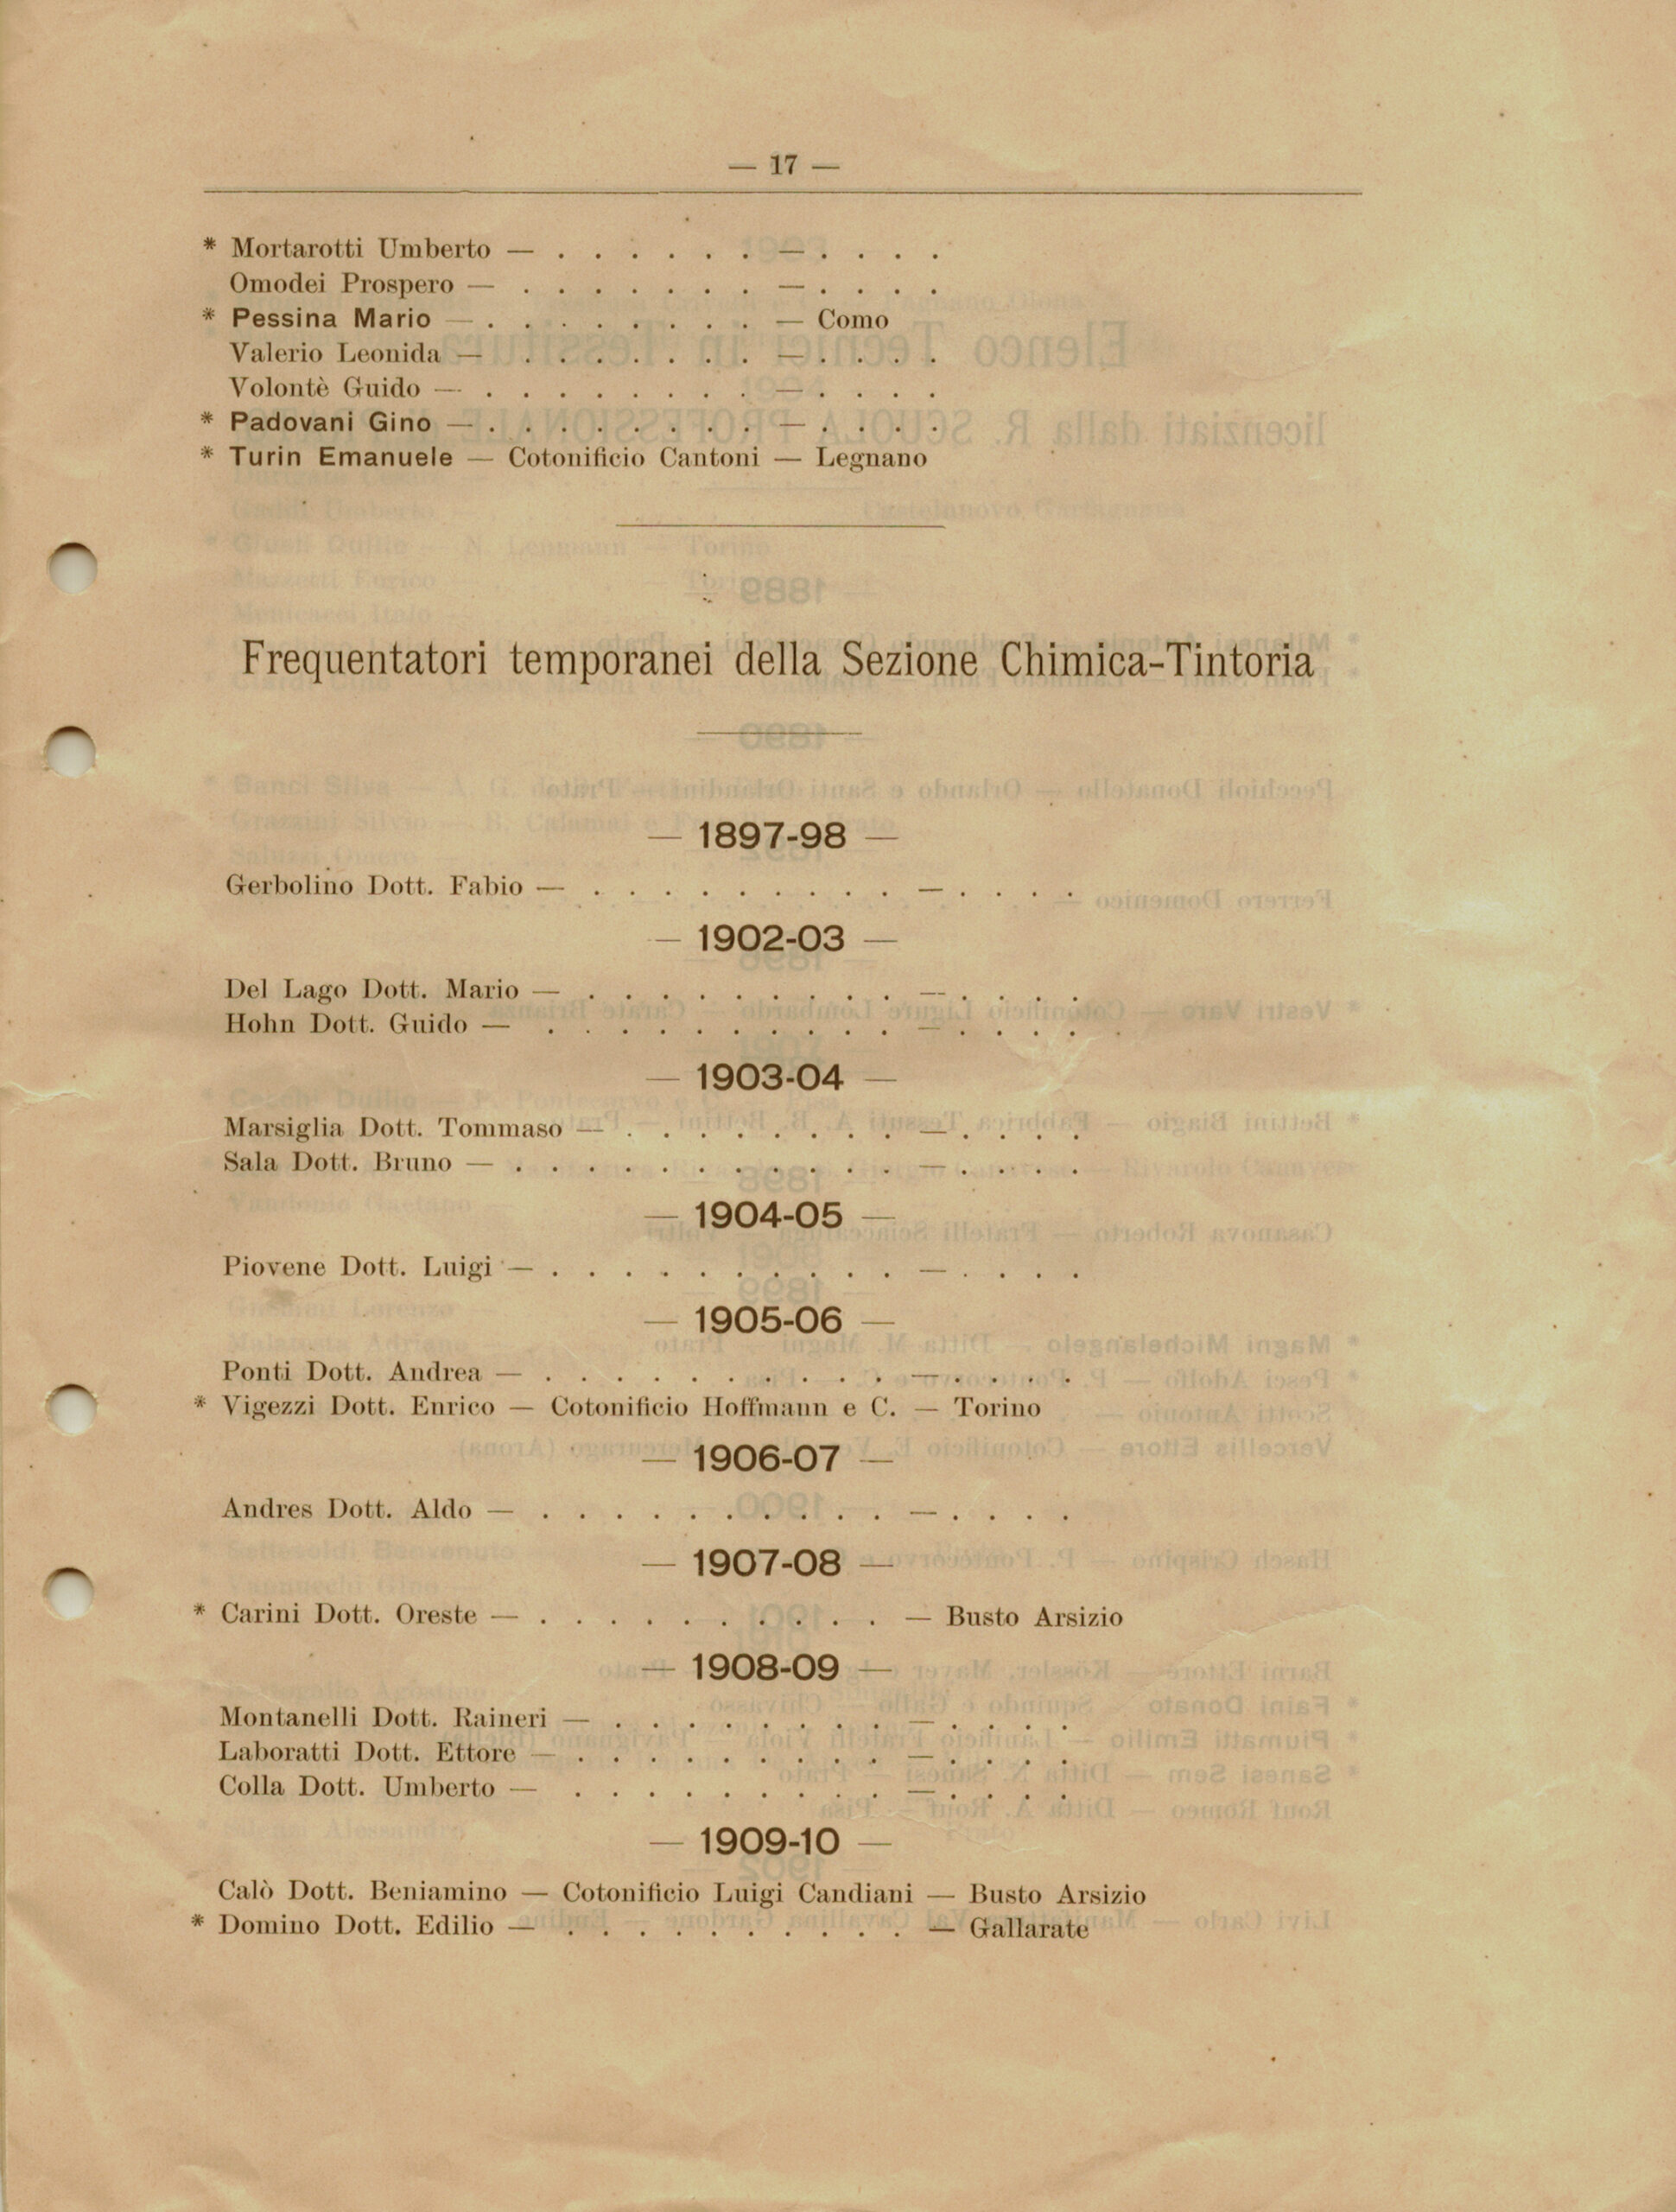 — 17 —
* Mortarotti Umberto — . . . . . . — . . . .
Omodei Prospero — . . . . . . . — . . . .
* Pessina Mario — . . . . . . . . — Como
Valerio Leonida — . . . . . . . — . . . .
Volontè Guido — . . . . . . . . — . . . .
* Padovani Gino — . . . . . . . . — . . . .
* Turin Emanuele — Cotonificio Cantoni — Legnano
Frequentatori temporanei della Sezione Chimica-Tintoria
— 1897-98 —
Gerbolino Dott. Fabio — . . . . . . . . . . — . . . .
— 1902-03 —
Del Lago Dott. Mario — . . . . . . . . . — . . . .
Hohn Dott. Guido — . . . . . . . . . . — . . . .
— 1903-04 —
Marsiglia Dott. Tommaso — . . . . . . . . — . . . .
Sala Dott. Bruno — . . . . . . . . . . . — . . . .
— 1904-05 —
Piovene Dott. Luigi — . . . . . . . . . . — . . . .
— 1905-06 —
Ponti Dott. Andrea — . . . . . . . . . . — . . . .
* Vigezzi Dott. Enrico — Cotonificio Hoffmann e C. — Torino
— 1906-07 —
Andres Dott. Aldo — . . . . . . . . . . — . . . .
— 1907-08 —
* Carini Dott. Oreste — . . . . . . . . . . — Busto Arsizio
— 1908-09 —
Montanelli Dott. Raineri — . . . . . . . . — . . . .
Laboratti Dott. Ettore — . . . . . . . . . — . . . .
Colla Dott. Umberto — . . . . . . . . . — . . . .
— 1909-10 —
Calò Dott. Beniamino — Cotonificio Luigi Candiani — Busto Arsizio
* Domino Dott. Edilio — . . . . . . . . . . — Gallarate